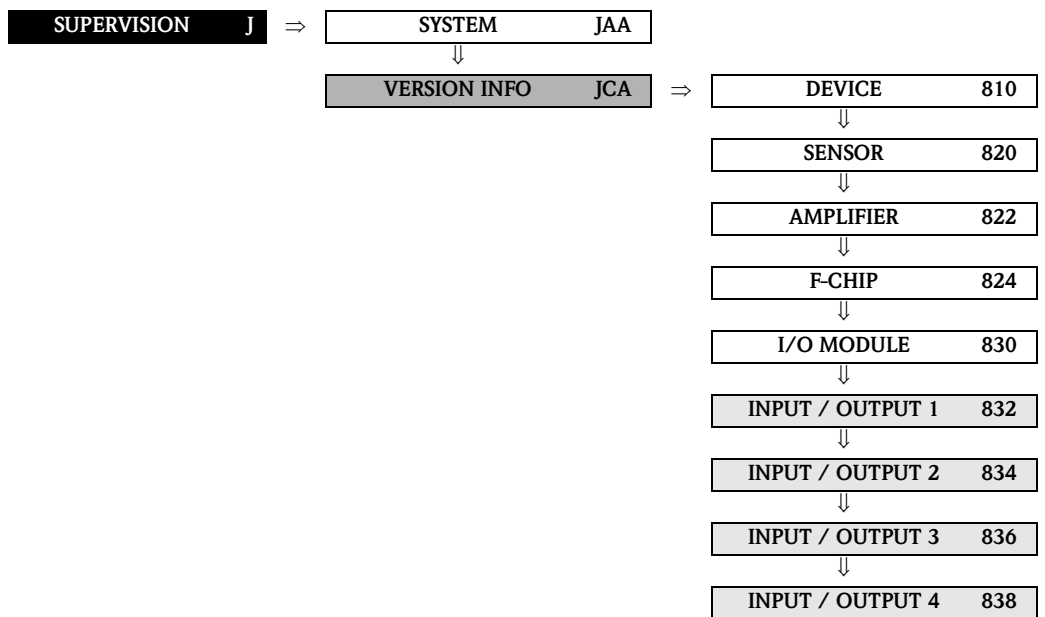 SUPERVISION J ⇒ SYSTEM JAA
⇓
VERSION INFO JCA ⇒ DEVICE 810
⇓
SENSOR 820
⇓
AMPLIFIER 822
⇓
F-CHIP 824
⇓
I/O MODULE 830
⇓
INPUT / OUTPUT 1 832
⇓
INPUT / OUTPUT 2 834
⇓
INPUT / OUTPUT 3 836
⇓
INPUT / OUTPUT 4 838